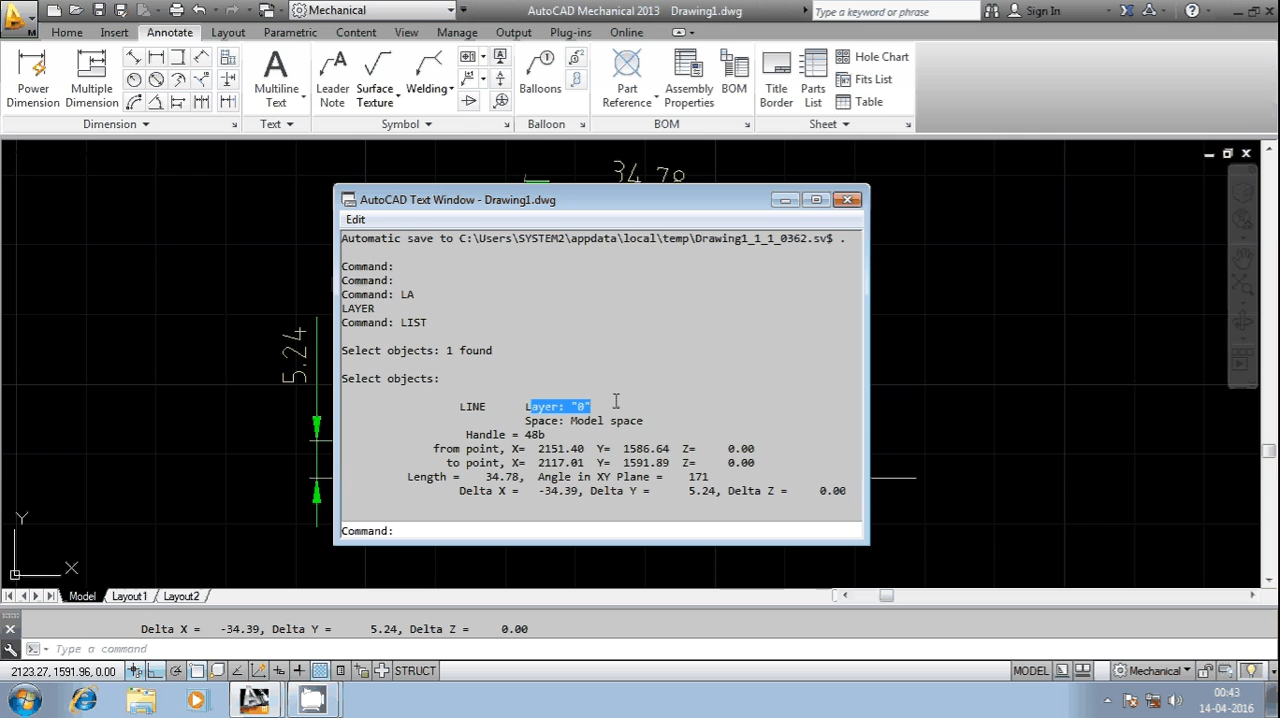 Mechanical
AutoCAD Mechanical 2013 Drawing1.dwg
Type a keyword or phrase
Sign In
M
Home Insert Annotate Layout Parametric Content View Manage Output Plug-ins Online
Power Dimension
Multiple Dimension
Multiline Text
Leader Note
Surface Texture
Welding
Balloons
Part Reference
Assembly Properties
BOM
Title Border
Parts List
Hole Chart
Fits List
Table
Dimension Text Symbol Balloon BOM Sheet
34.78
AutoCAD Text Window - Drawing1.dwg
Edit
Automatic save to C:\Users\SYSTEM2\appdata\local\temp\Drawing1_1_1_0362.sv$ .
Command:
Command:
Command: LA
LAYER
Command: LIST
Select objects: 1 found
Select objects:
LINE Layer: "0"
Space: Model space
Handle = 48b
from point, X= 2151.40 Y= 1586.64 Z= 0.00
to point, X= 2117.01 Y= 1591.89 Z= 0.00
Length = 34.78, Angle in XY Plane = 171
Delta X = -34.39, Delta Y = 5.24, Delta Z = 0.00
Command:
5.24
Y
X
Model Layout1 Layout2
Delta X = -34.39, Delta Y = 5.24, Delta Z = 0.00
Type a command
2123.27, 1591.96, 0.00 STRUCT MODEL Mechanical
00:43
14-04-2016